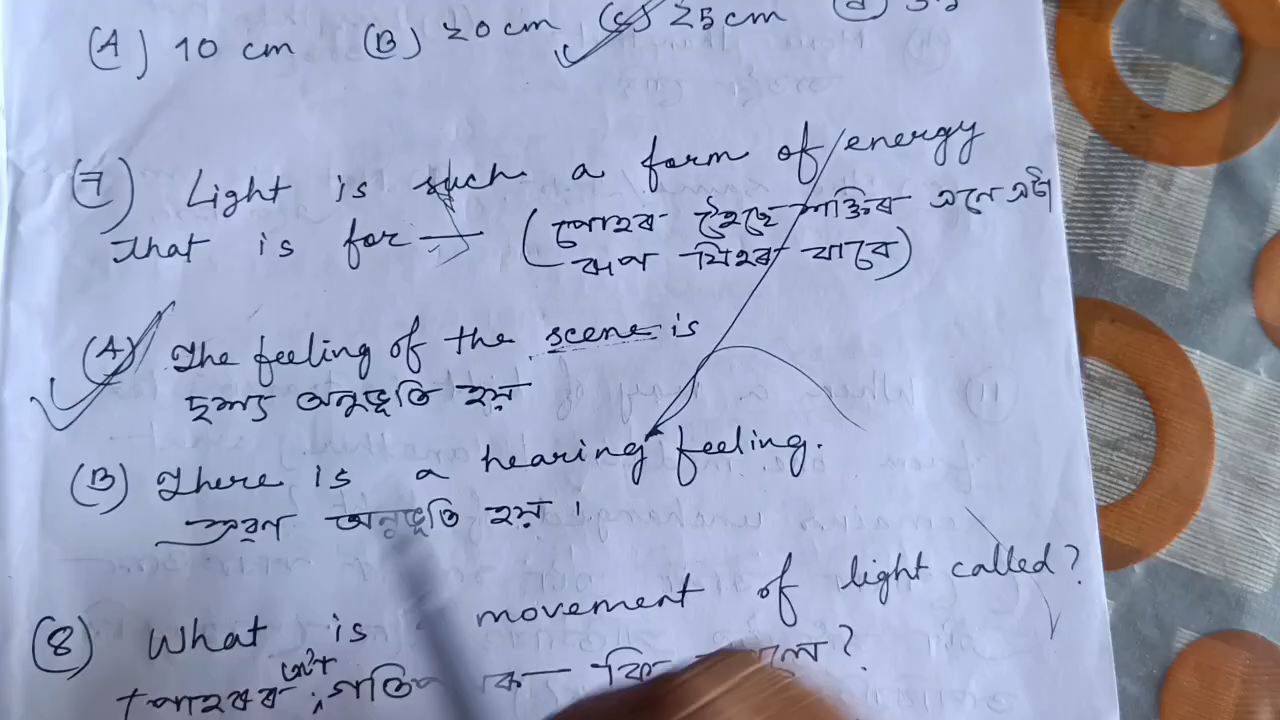 (A) 10 cm (B) 20 cm (C) 25 cm (d)
(7) Light is such a form of energy
that is for → (পোহৰ হৈছে শক্তিৰ এনে এটা
ৰূপ যিহৰ বাবে)
(A) The feeling of the scene is
দৃশ্যৰ অনুভূতি হয়
(B) There is a hearing feeling.
শ্ৰৱণ অনুভূতি হয়।
(8) What is movement of light called?
পোহৰৰ কি